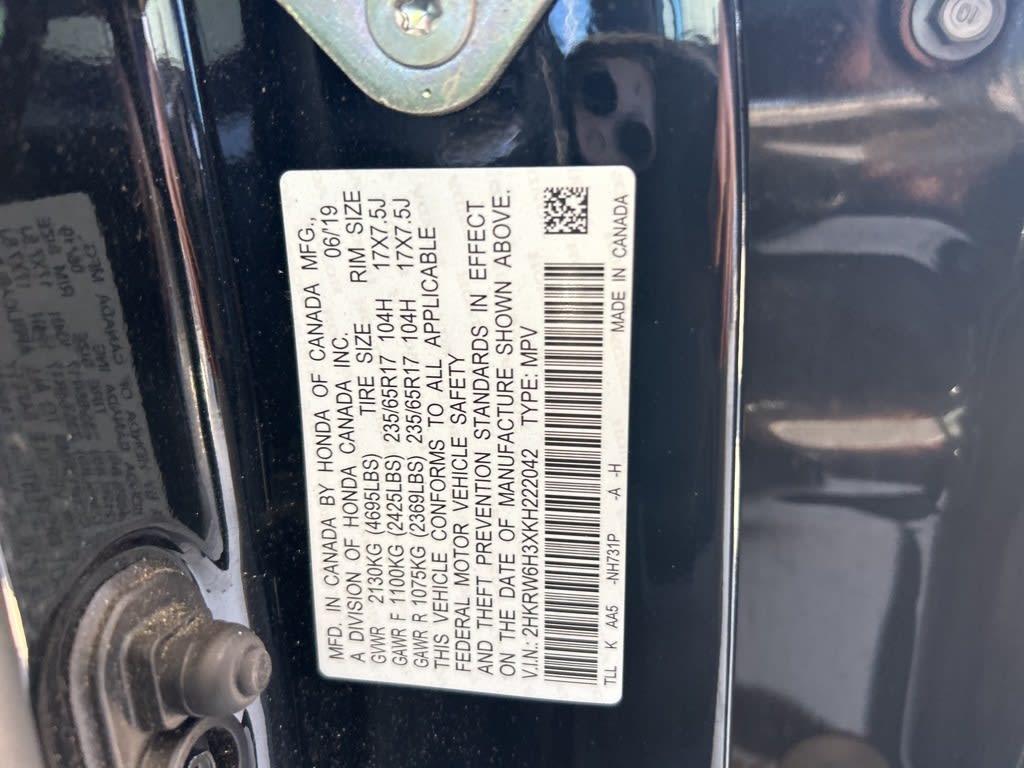 MFD. IN CANADA BY HONDA OF CANADA MFG.,
A DIVISION OF HONDA CANADA INC. 06/19
GVWR 2130KG (4695LBS) TIRE SIZE RIM SIZE
GAWR F 1100KG (2425LBS) 235/65R17 104H 17X7.5J
GAWR R 1075KG (2369LBS) 235/65R17 104H 17X7.5J
THIS VEHICLE CONFORMS TO ALL APPLICABLE
FEDERAL MOTOR VEHICLE SAFETY
AND THEFT PREVENTION STANDARDS IN EFFECT
ON THE DATE OF MANUFACTURE SHOWN ABOVE.
V.I.N.: 2HKRW6H3XKH222042 TYPE: MPV
TLL K AA5 -NH731P -A -H MADE IN CANADA
10